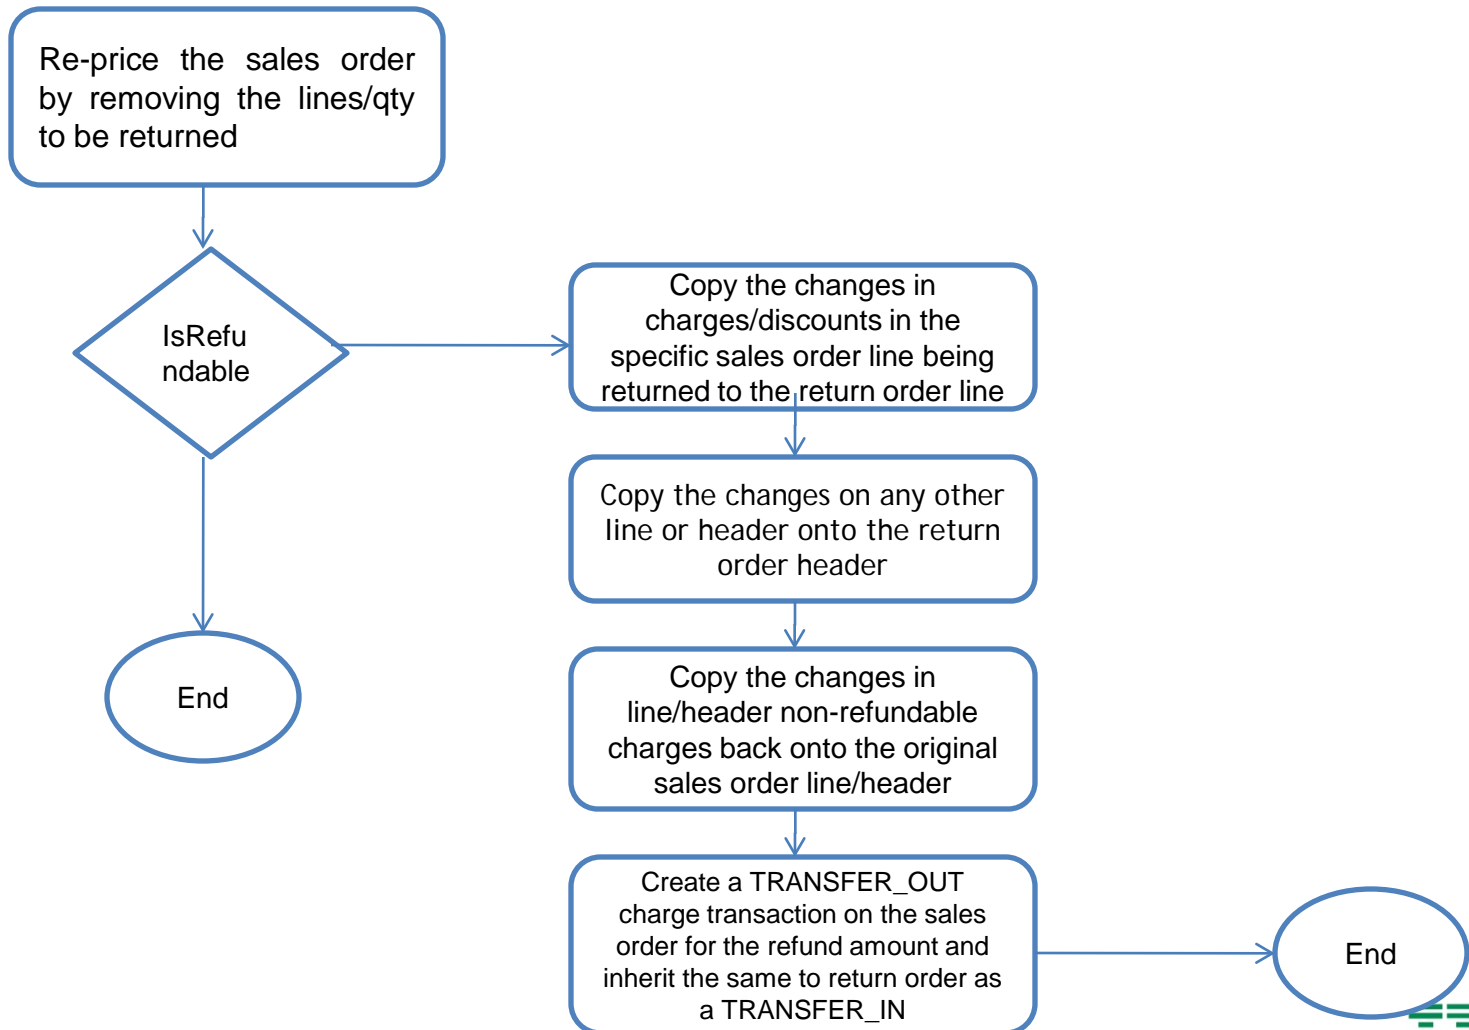 Re-price the sales order
by removing the lines/qty
to be returned
IsRefu
ndable
End
Copy the changes in
charges/discounts in the
specific sales order line being
returned to the return order line
Copy the changes on any other
line or header onto the return
order header
Copy the changes in
line/header non-refundable
charges back onto the original
sales order line/header
Create a TRANSFER_OUT
charge transaction on the sales
order for the refund amount and
inherit the same to return order as
a TRANSFER_IN
End